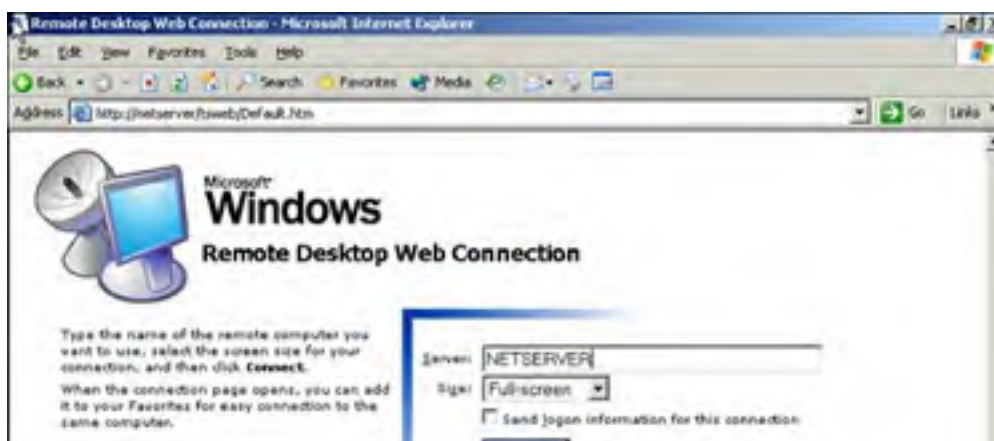 Remote Desktop Web Connection - Microsoft Internet Explorer
File Edit View Favorites Tools Help
Back Search Favorites Media
Address http://netserver/tsweb/Default.htm Go Links
Microsoft
Windows
Remote Desktop Web Connection
Type the name of the remote computer you
want to use, select the screen size for your
connection, and then click Connect.
When the connection page opens, you can add
it to your Favorites for easy connection to the
same computer.
Server: NETSERVER
Size: Full-screen
Send logon information for this connection